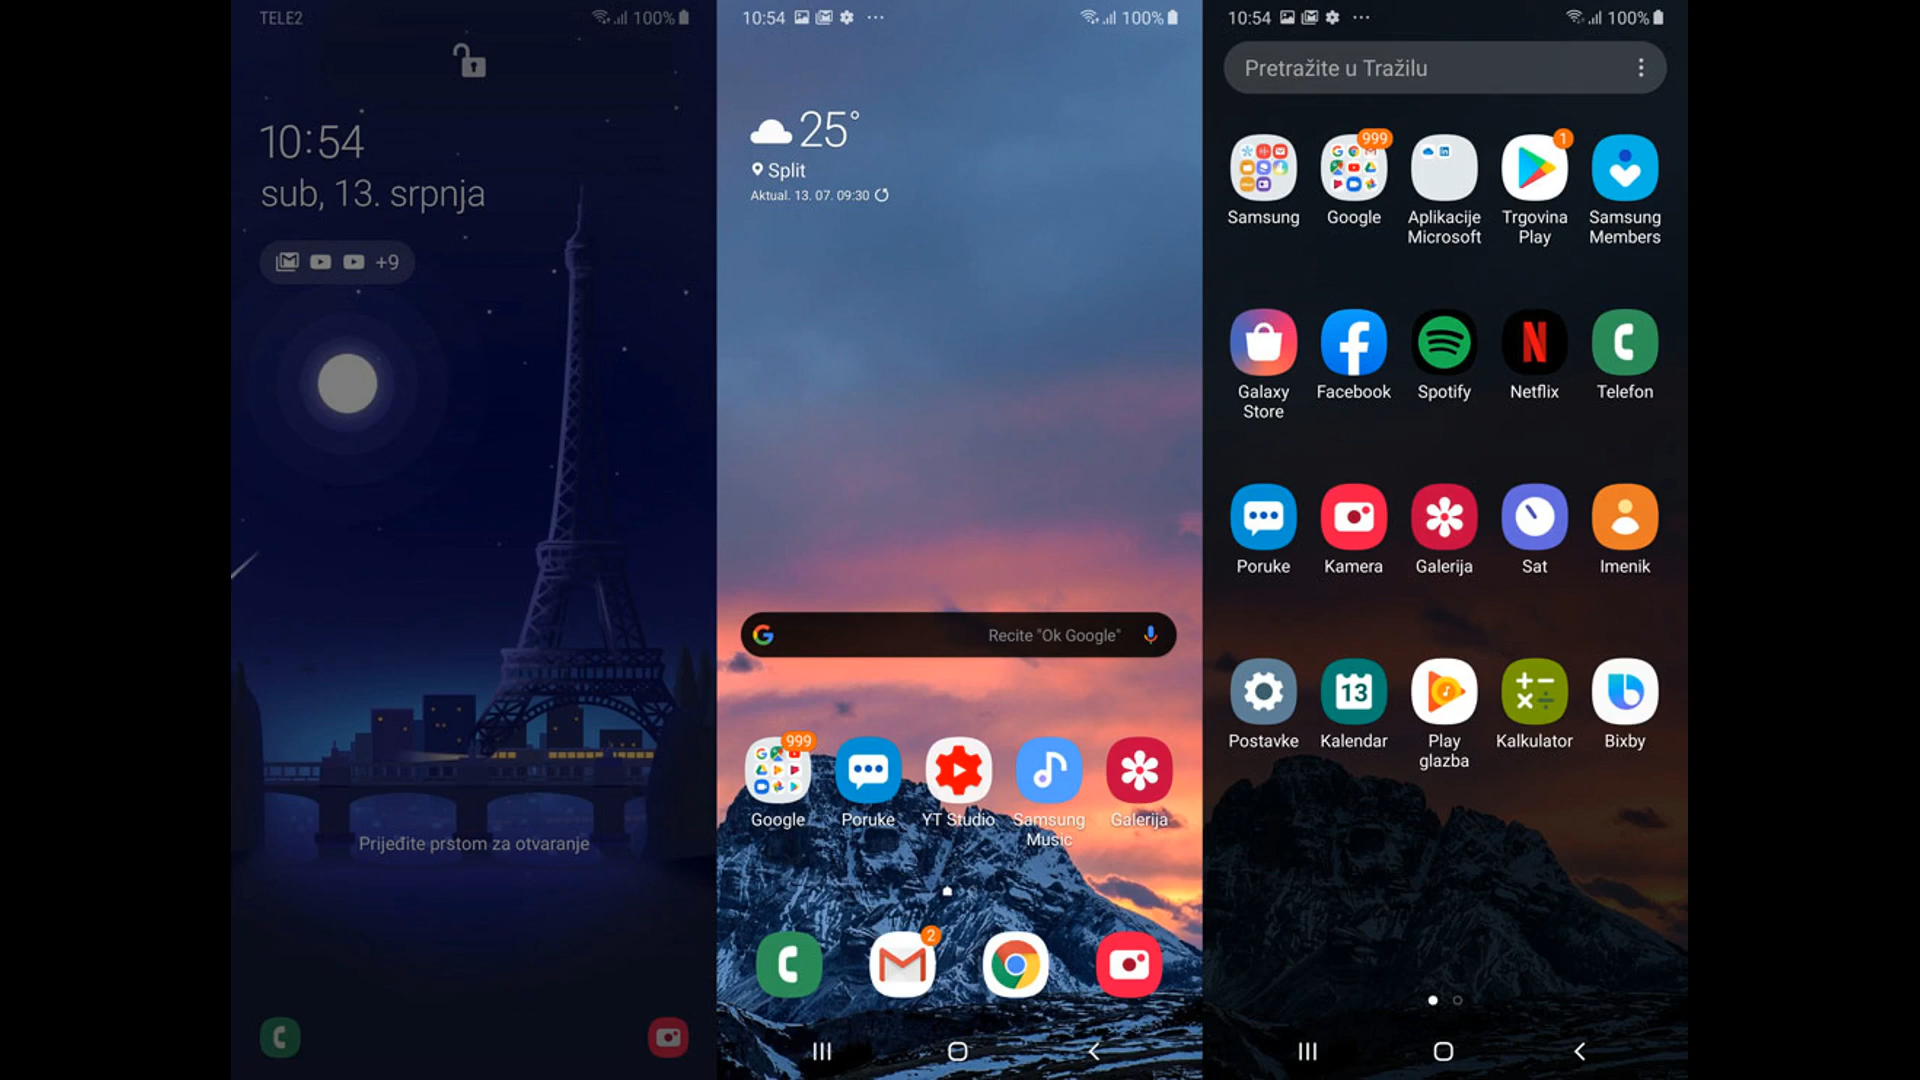 TELE2
100%
10:54
sub, 13. srpnja
+9
Prijeđite prstom za otvaranje
10:54
100%
25°
Split
Aktual. 13. 07. 09:30
Recite "Ok Google"
999
Google
Poruke
YT Studio
Samsung
Music
Galerija
2
10:54
100%
Pretražite u Tražilu
999
1
Samsung
Google
Aplikacije
Microsoft
Trgovina
Play
Samsung
Members
Galaxy
Store
Facebook
Spotify
Netflix
Telefon
Poruke
Kamera
Galerija
Sat
Imenik
13
Postavke
Kalendar
Play
glazba
Kalkulator
Bixby